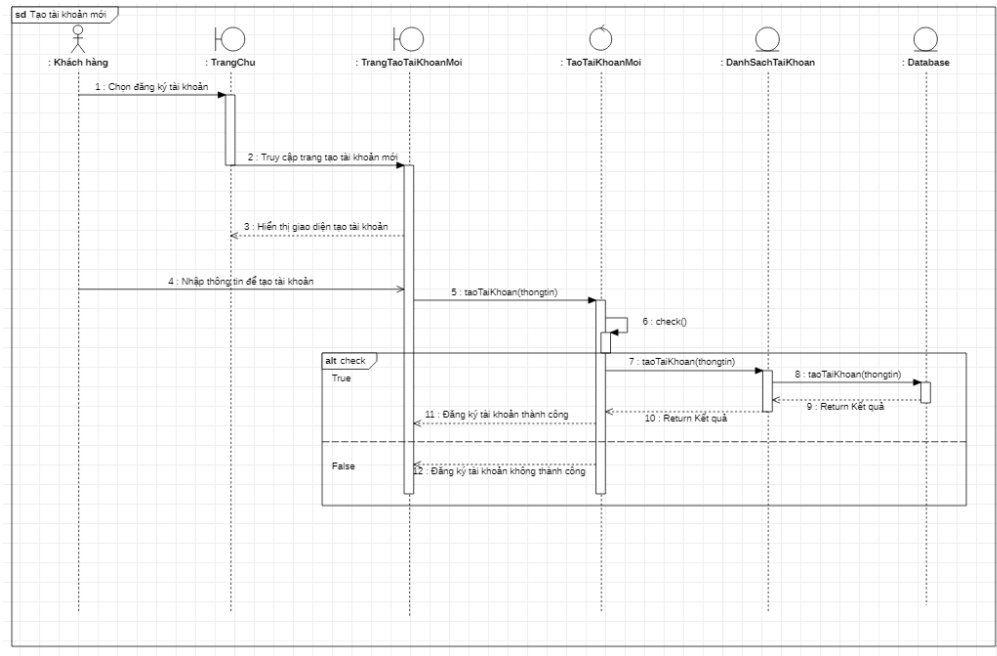 sd Tạo tài khoản mới
: Khách hàng
: TrangChu
: TrangTaoTaiKhoanMoi
: TaoTaiKhoanMoi
: DanhSachTaiKhoan
: Database
1 : Chọn đăng ký tài khoản
2 : Truy cập trang tạo tài khoản mới
3 : Hiển thị giao diện tạo tài khoản
4 : Nhập thông tin để tạo tài khoản
5 : taoTaiKhoan(thongtin)
6 : check()
alt check
True
7 : taoTaiKhoan(thongtin)
8 : taoTaiKhoan(thongtin)
9 : Return Kết quả
10 : Return Kết quả
11 : Đăng ký tài khoản thành công
False
12 : Đăng ký tài khoản không thành công